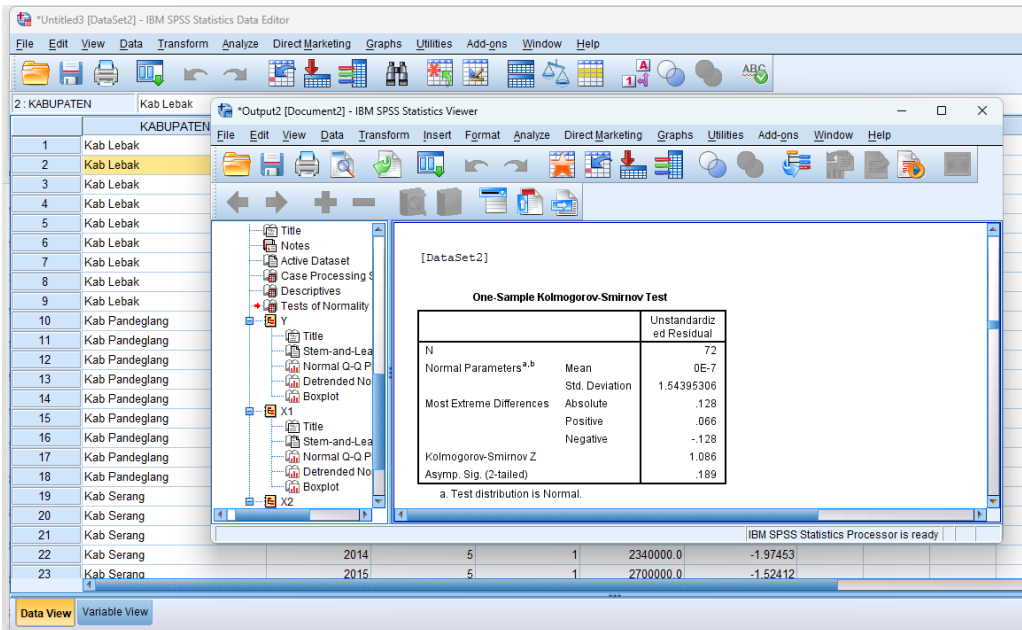 *Untitled3 [DataSet2] - IBM SPSS Statistics Data Editor
File Edit View Data Transform Analyze Direct Marketing Graphs Utilities Add-ons Window Help
2 : KABUPATEN Kab Lebak
KABUPATEN
1 Kab Lebak
2 Kab Lebak
3 Kab Lebak
4 Kab Lebak
5 Kab Lebak
6 Kab Lebak
7 Kab Lebak
8 Kab Lebak
9 Kab Lebak
10 Kab Pandeglang
11 Kab Pandeglang
12 Kab Pandeglang
13 Kab Pandeglang
14 Kab Pandeglang
15 Kab Pandeglang
16 Kab Pandeglang
17 Kab Pandeglang
18 Kab Pandeglang
19 Kab Serang
20 Kab Serang
21 Kab Serang
22 Kab Serang 2014 5 1 2340000.0 -1.97453
23 Kab Serang 2015 5 1 2700000.0 -1.52412
Data View Variable View
*Output2 [Document2] - IBM SPSS Statistics Viewer
File Edit View Data Transform Insert Format Analyze Direct Marketing Graphs Utilities Add-ons Window Help
Title
Notes
Active Dataset
Case Processing S
Descriptives
Tests of Normality
Y
Title
Stem-and-Lea
Normal Q-Q P
Detrended No
Boxplot
X1
Title
Stem-and-Lea
Normal Q-Q P
Detrended No
Boxplot
X2
[DataSet2]
One-Sample Kolmogorov-Smirnov Test
Unstandardiz
ed Residual
N 72
Normal Parameters a,b Mean 0E-7
Std. Deviation 1.54395306
Most Extreme Differences Absolute .128
Positive .066
Negative -.128
Kolmogorov-Smirnov Z 1.086
Asymp. Sig. (2-tailed) .189
a. Test distribution is Normal.
IBM SPSS Statistics Processor is ready
A
14
ABC